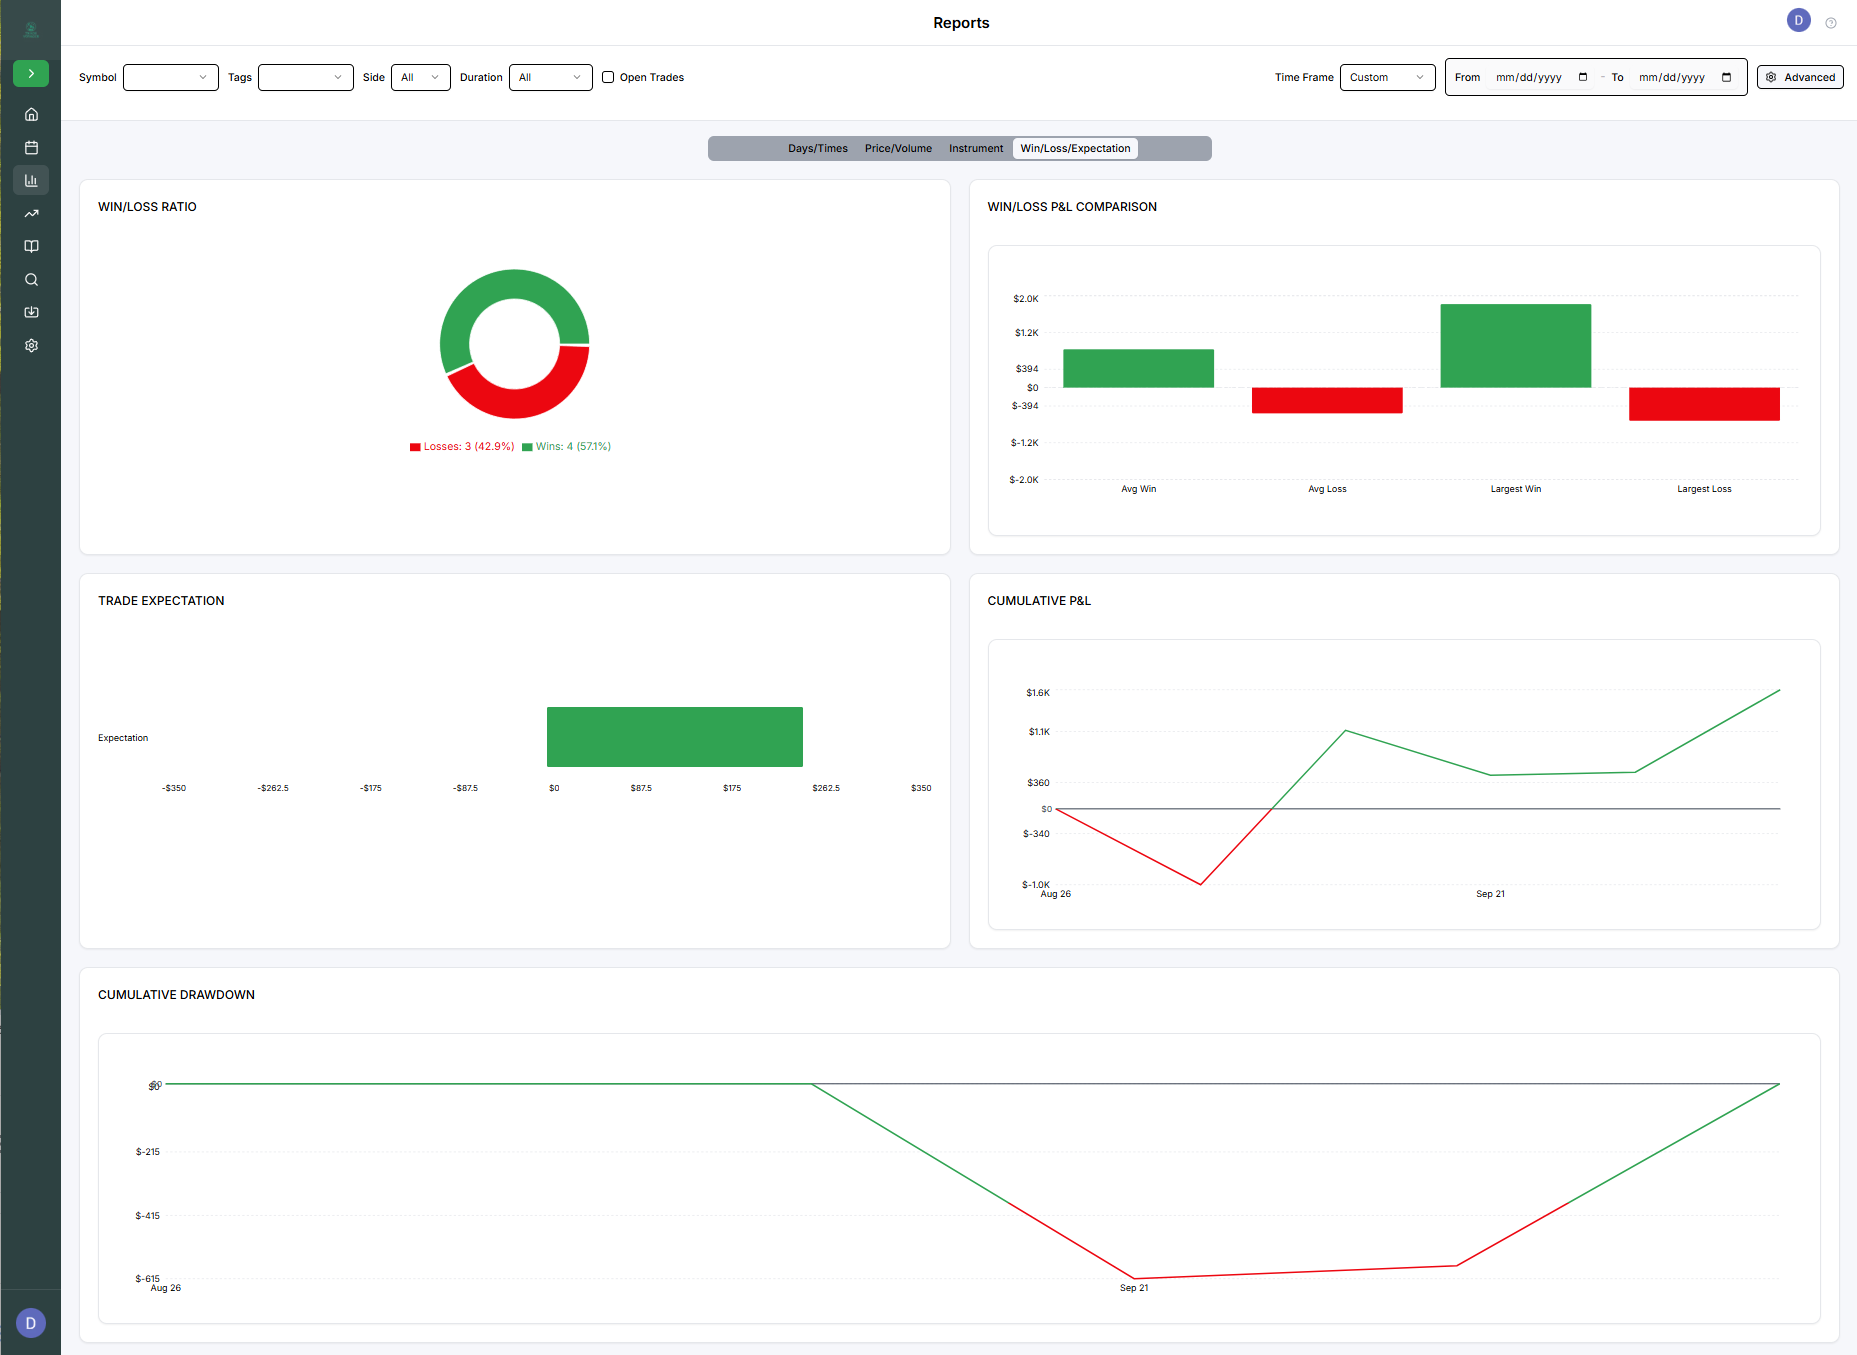 Reports
D
Symbol
Tags
Side All
Duration All
Open Trades
Time Frame Custom
From mm/dd/yyyy - To mm/dd/yyyy
Advanced
Days/Times Price/Volume Instrument Win/Loss/Expectation
WIN/LOSS RATIO
Losses: 3 (42.9%) Wins: 4 (57.1%)
WIN/LOSS P&L COMPARISON
$2.0K
$1.2K
$394
$0
$-394
$-1.2K
$-2.0K
Avg Win Avg Loss Largest Win Largest Loss
TRADE EXPECTATION
Expectation
-$350 -$262.5 -$175 -$87.5 $0 $87.5 $175 $262.5 $350
CUMULATIVE P&L
$1.6K
$1.1K
$360
$0
$-340
$-1.0K
Aug 26 Sep 21
CUMULATIVE DRAWDOWN
$0
$0
$-215
$-415
$-615
Aug 26 Sep 21
D